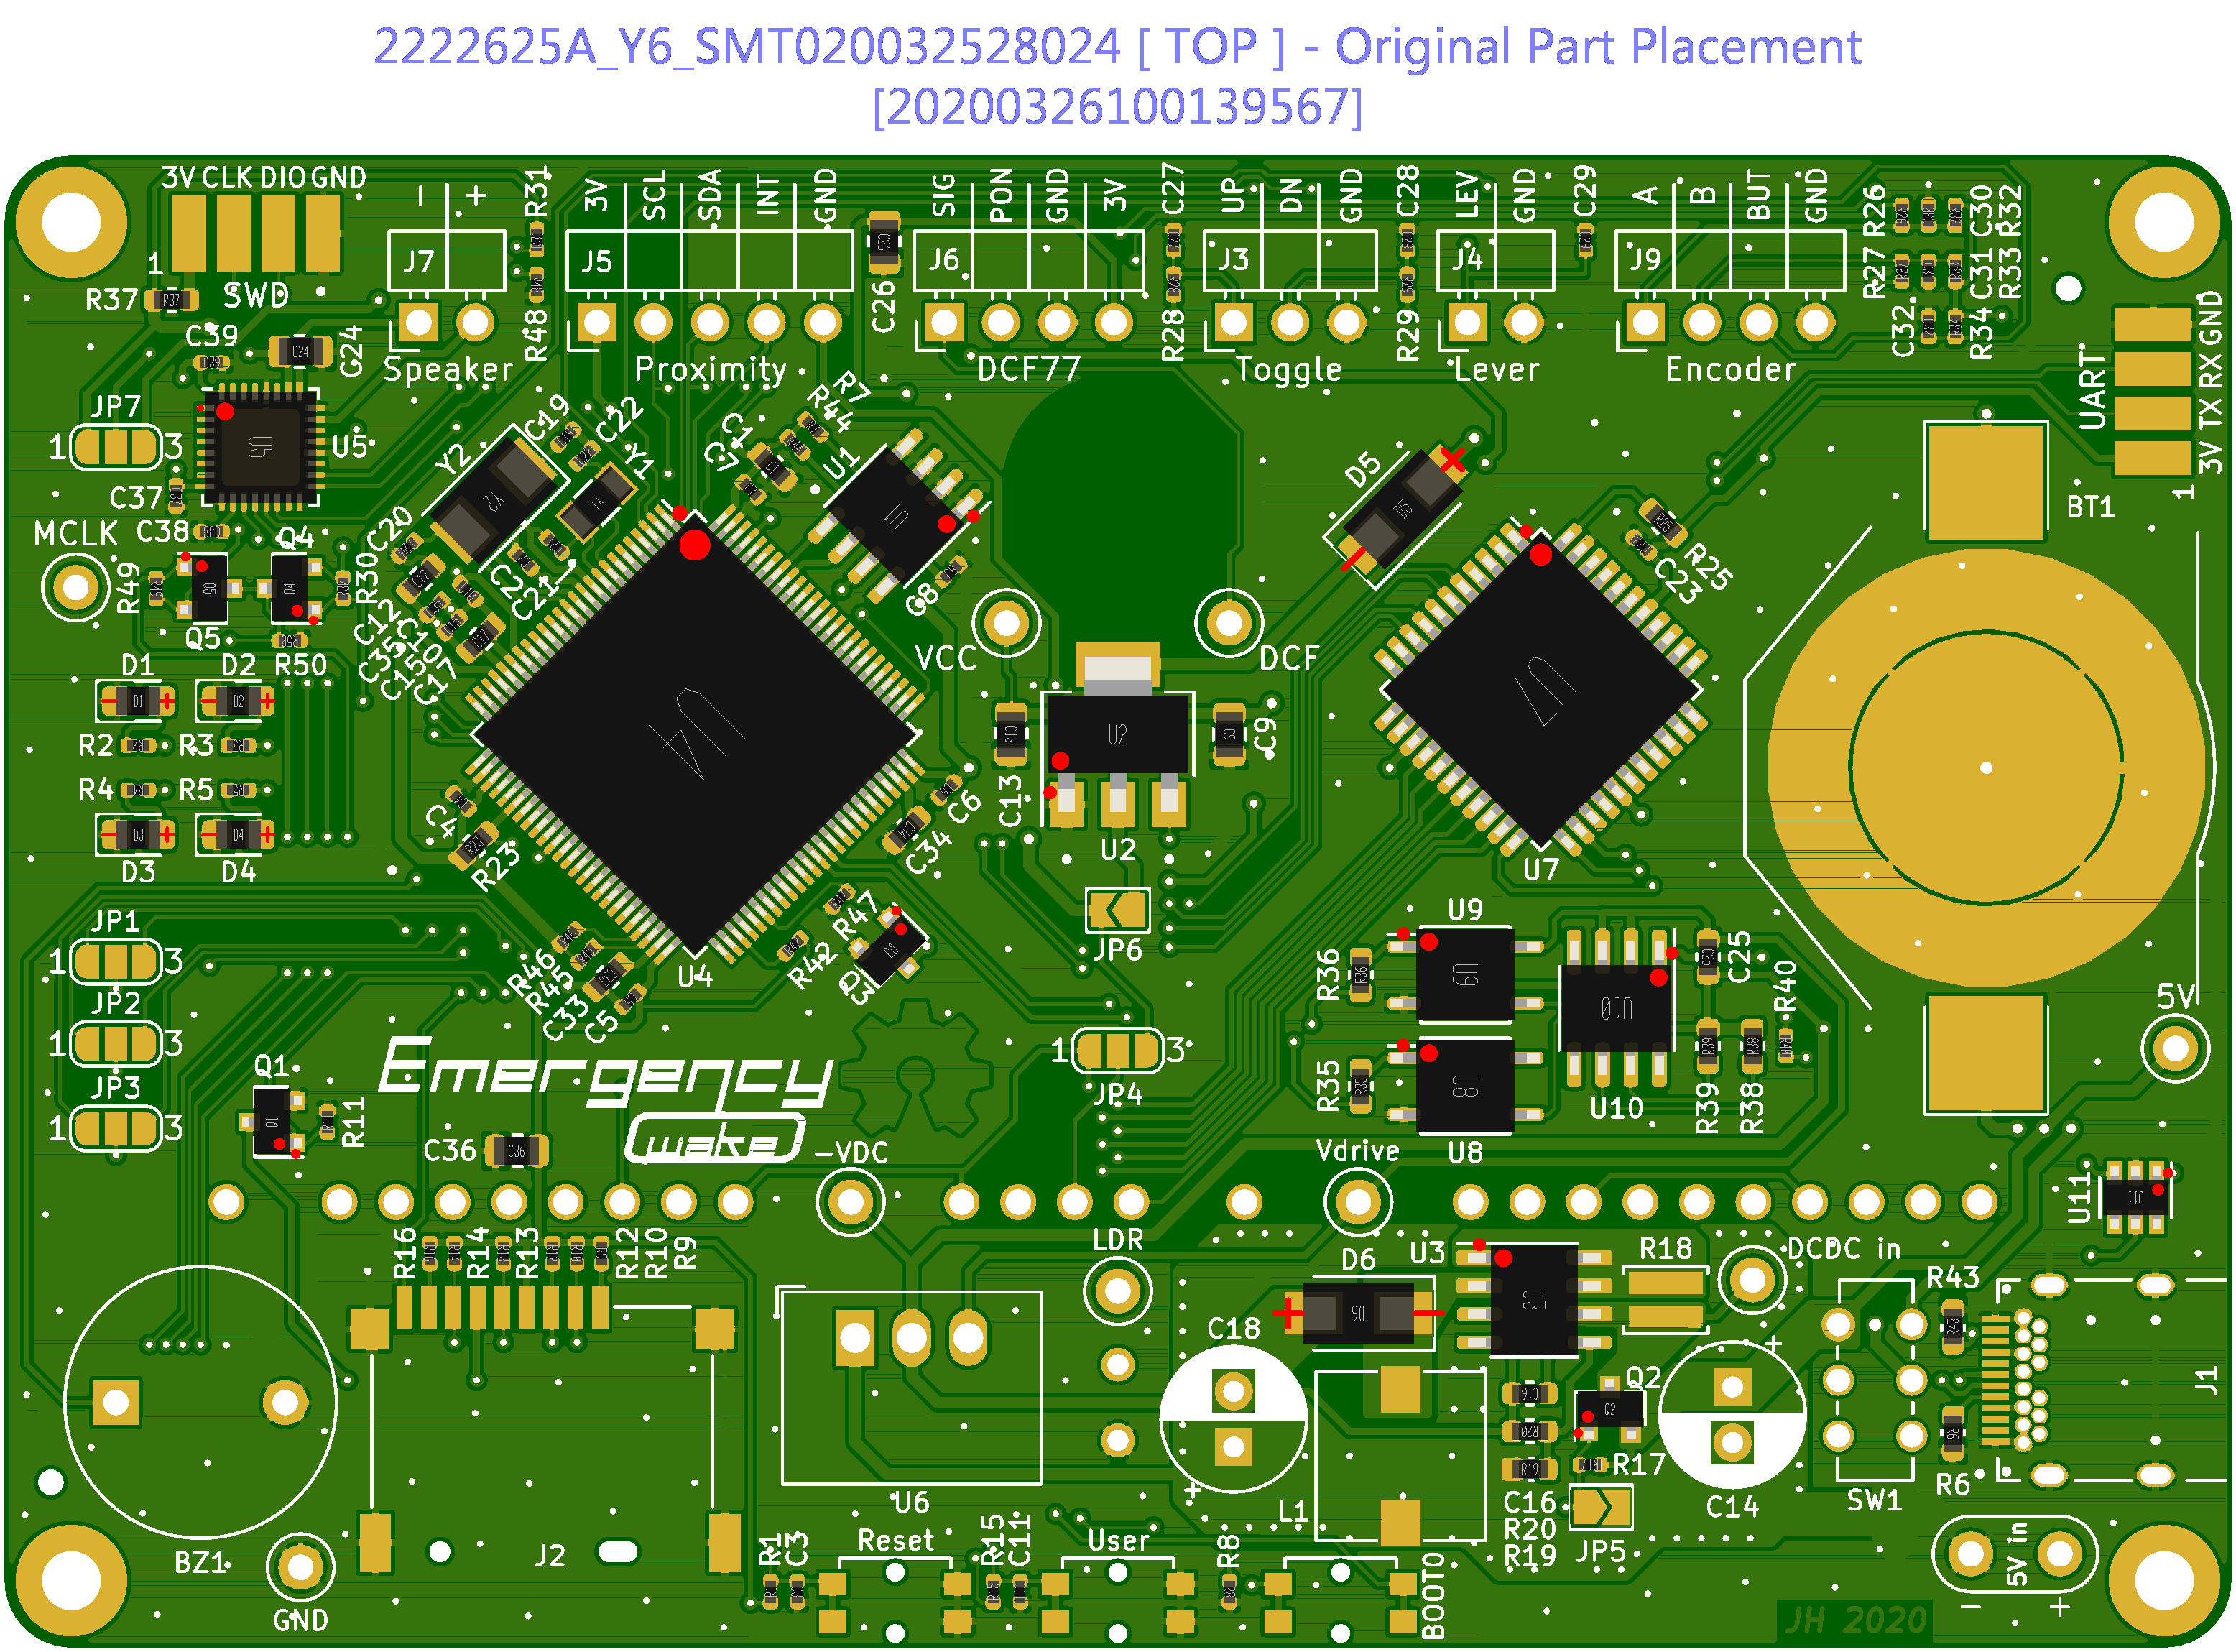 2222625A_Y6_SMT020032528024 [ TOP ] - Original Part Placement
[20200326100139567]
3V CLK DIO GND
1
SWD
R37
- +
J7
Speaker
R31
R48
3V SCL SDA INT GND
J5
Proximity
C26
SIG PON GND 3V
J6
DCF77
C27
R28
UP DN GND
J3
Toggle
C28
R29
LEV GND
J4
Lever
C29
A B BUT GND
J9
Encoder
R26 C30 R32
R27 C31 R33
C32 R34
UART
3V TX RX GND
1
C39
C24
JP7
1 3
U5
C37
C38
MCLK
Q4
R49
R30
Q5
R50
Y2
C19
C22
Y1
C20
C2
C21
C12
C35
C10
C15
C17
C1
C7
R44
R7
U1
C8
D5
R25
C23
BT1
VCC
DCF
D1 D2
R2 R3
R4 R5
D3 D4
U4
C13
U2
C9
U7
C4
R23
C6
C34
R47
R42
Q3
R46
R45
C33
C5
JP6
JP1
1 3
JP2
1 3
JP3
1 3
Q1
R11
C36
Emergency
wake
JP4
1 3
U9
R36
U10
C25
R40
R35
U8
R39
R38
5V
-VDC
Vdrive
U11
R16 R14 R13 R12 R10 R9
LDR
D6
U3
R18
DCDC in
R43
C18
Q2
J1
R17
C16
R20
R19
L1
U6
JP5
C14
SW1
R6
BZ1
GND
J2
R1 C3
Reset
R15 C11
User
R8
BOOT0
5V in
- +
JH 2020